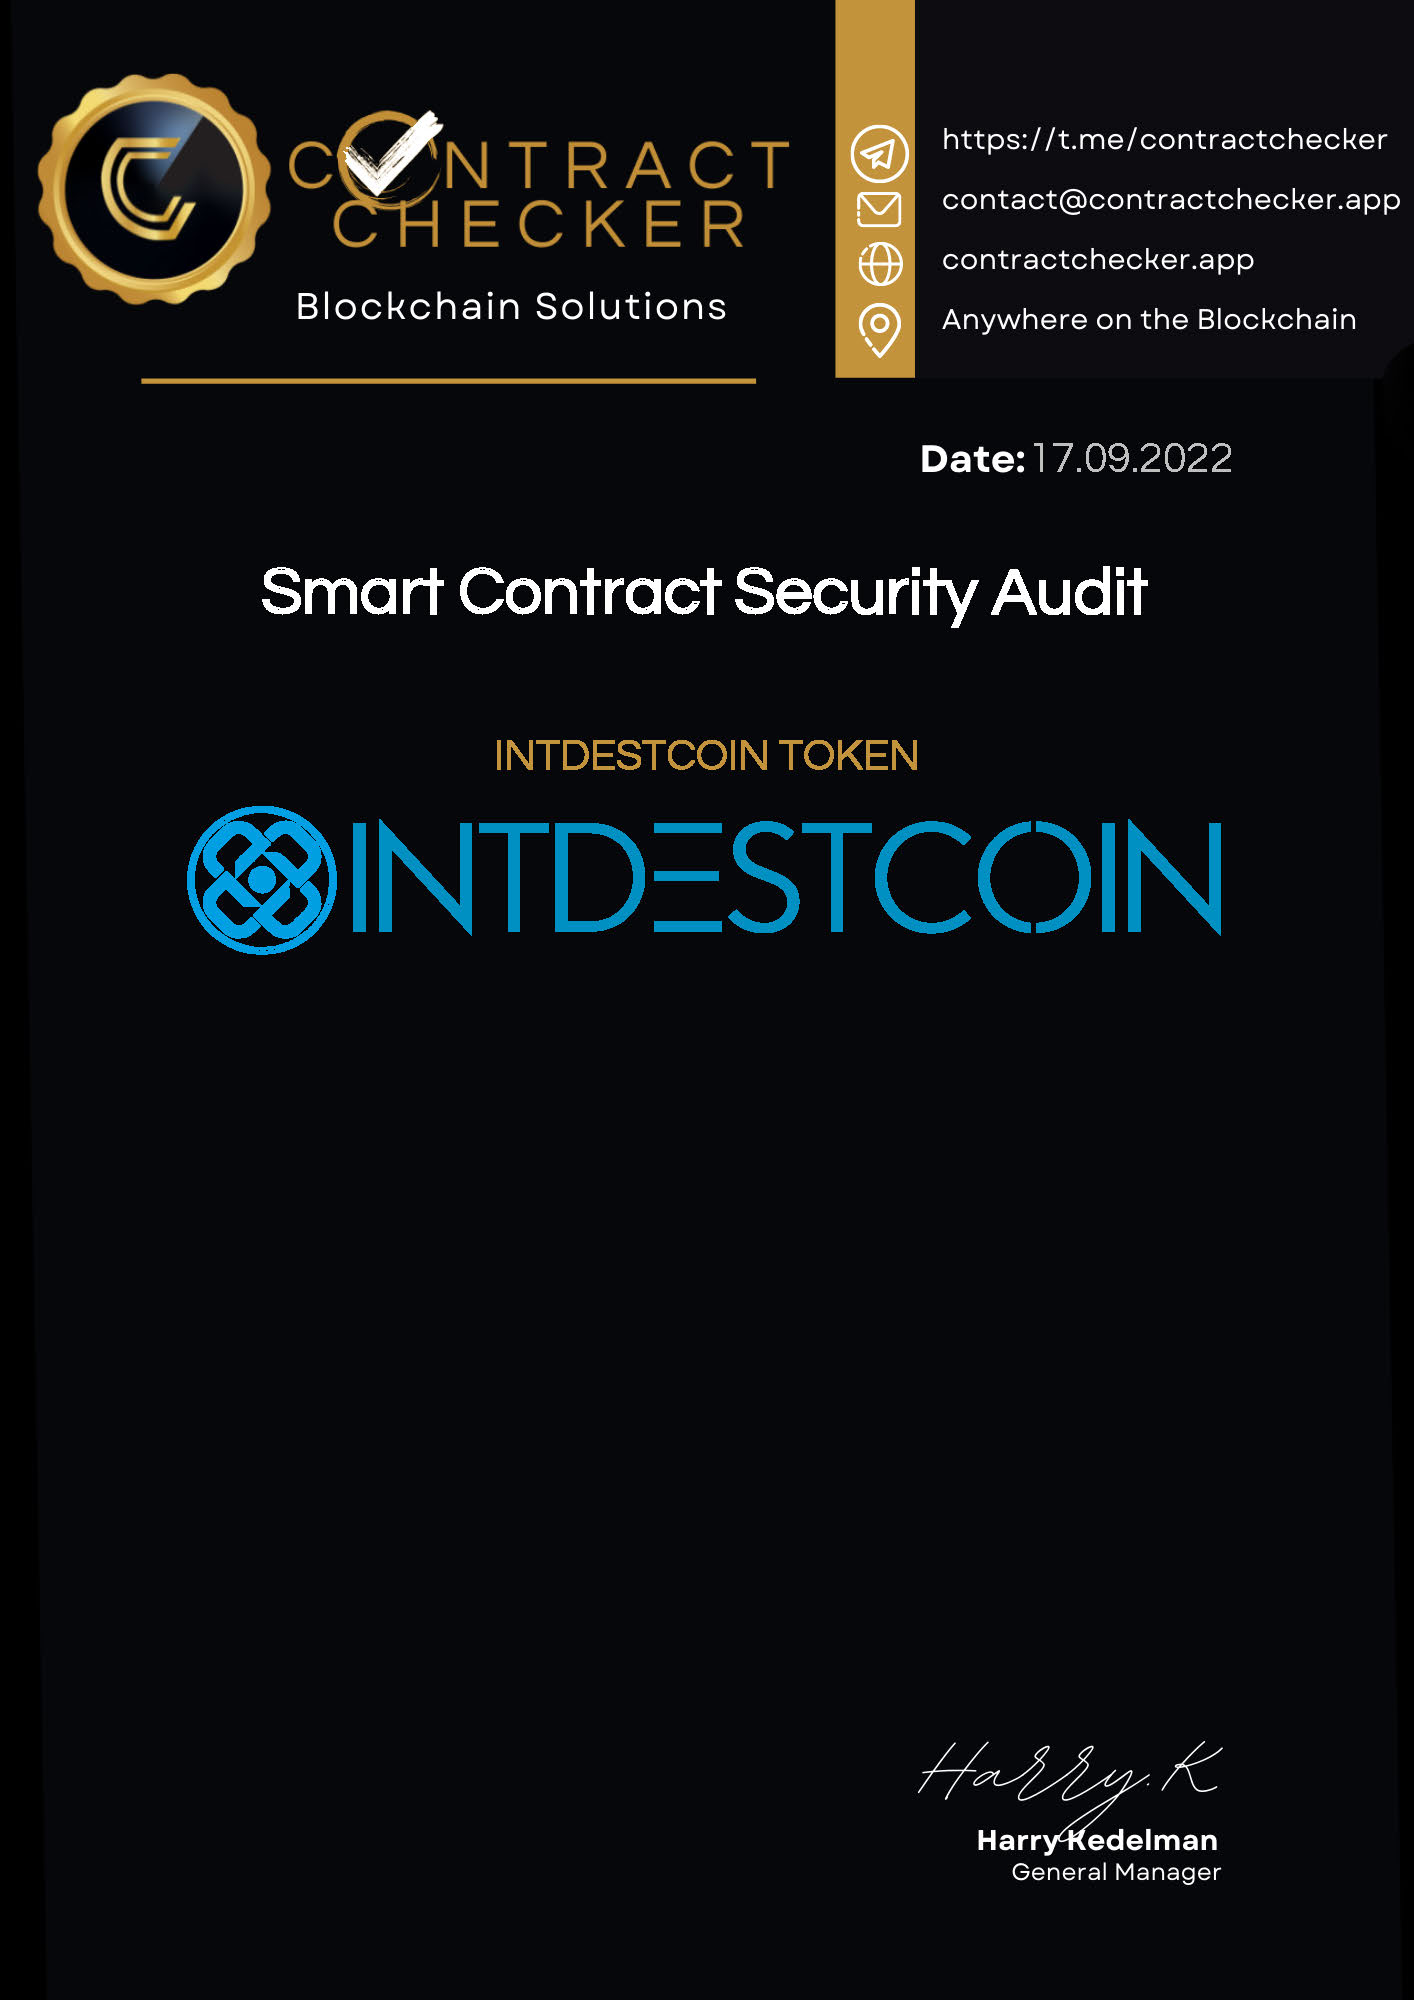 CONTRACT
CHECKER
Blockchain Solutions
https://t.me/contractchecker
contact@contractchecker.app
contractchecker.app
Anywhere on the Blockchain
Date: 17.09.2022
Smart Contract Security Audit
INTDESTCOIN TOKEN
INTDESTCOIN
Harry.K
Harry Kedelman
General Manager